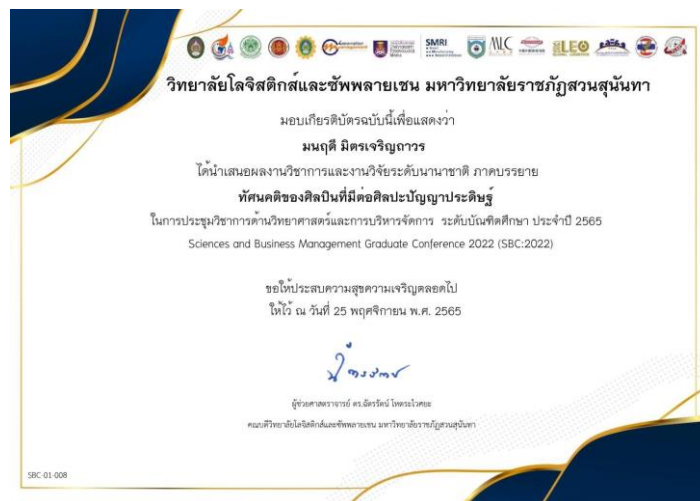 SMRI
MLC
LEO
วิทยาลัยโลจิสติกส์และซัพพลายเชน มหาวิทยาลัยราชภัฏสวนสุนันทา
มอบเกียรติบัตรฉบับนี้เพื่อแสดงว่า
มนฤดี มิตรเจริญถาวร
ได้นำเสนอผลงานวิชาการและงานวิจัยระดับนานาชาติ ภาคบรรยาย
ทัศนคติของศิลปินที่มีต่อศิลปะปัญญาประดิษฐ์
ในการประชุมวิชาการด้านวิทยาศาสตร์และการบริหารจัดการ ระดับบัณฑิตศึกษา ประจำปี 2565
Sciences and Business Management Graduate Conference 2022 (SBC:2022)
ขอให้ประสบความสุขความเจริญตลอดไป
ให้ไว้ ณ วันที่ 25 พฤศจิกายน พ.ศ. 2565
ผู้ช่วยศาสตราจารย์ ดร.ฉัตรรัตน์ โหตระไวศยะ
คณบดีวิทยาลัยโลจิสติกส์และซัพพลายเชน มหาวิทยาลัยราชภัฏสวนสุนันทา
SBC-01-008